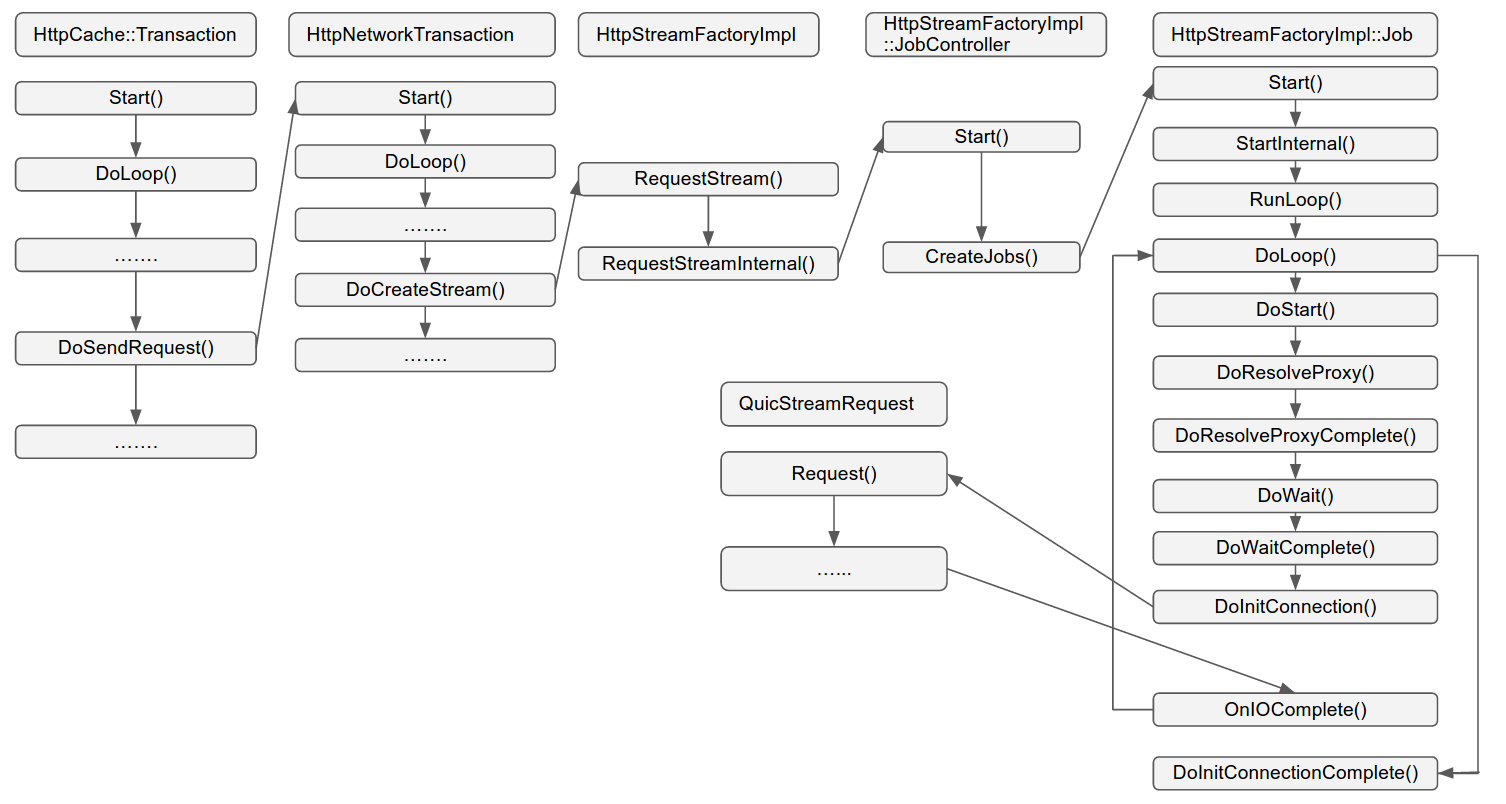 HttpCache::Transaction
Start()
DoLoop()
.......
DoSendRequest()
.......
HttpNetworkTransaction
Start()
DoLoop()
.......
DoCreateStream()
.......
HttpStreamFactoryImpl
RequestStream()
RequestStreamInternal()
HttpStreamFactoryImpl
::JobController
Start()
CreateJobs()
HttpStreamFactoryImpl::Job
Start()
StartInternal()
RunLoop()
DoLoop()
DoStart()
DoResolveProxy()
DoResolveProxyComplete()
DoWait()
DoWaitComplete()
DoInitConnection()
OnIOComplete()
DoInitConnectionComplete()
QuicStreamRequest
Request()
......